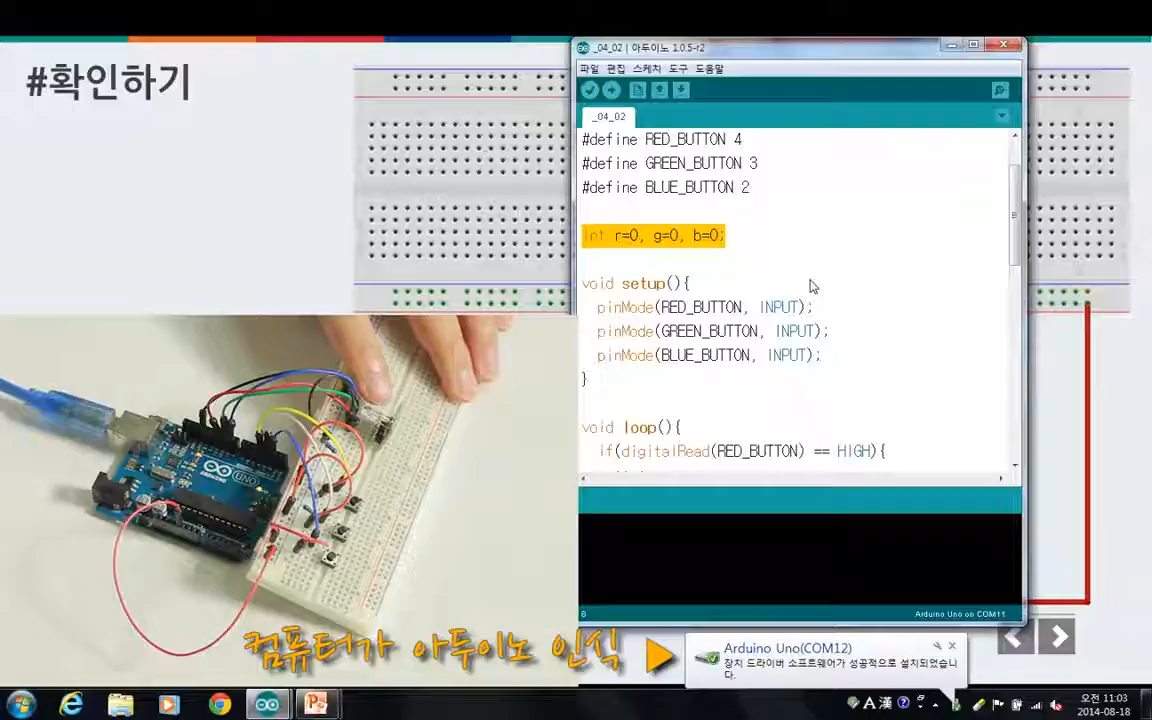 #확인하기
_04_02 | 아두이노 1.0.5-r2
파일 편집 스케치 도구 도움말
_04_02
#define RED_BUTTON 4
#define GREEN_BUTTON 3
#define BLUE_BUTTON 2
int r=0, g=0, b=0;
void setup(){
pinMode(RED_BUTTON, INPUT);
pinMode(GREEN_BUTTON, INPUT);
pinMode(BLUE_BUTTON, INPUT);
}
void loop(){
if(digitalRead(RED_BUTTON) == HIGH){
8
Arduino Uno on COM11
UNO
컴퓨터가 아두이노 인식
Arduino Uno(COM12)
장치 드라이버 소프트웨어가 성공적으로 설치되었습니
다.
A 漢
오전 11:03
2014-08-18